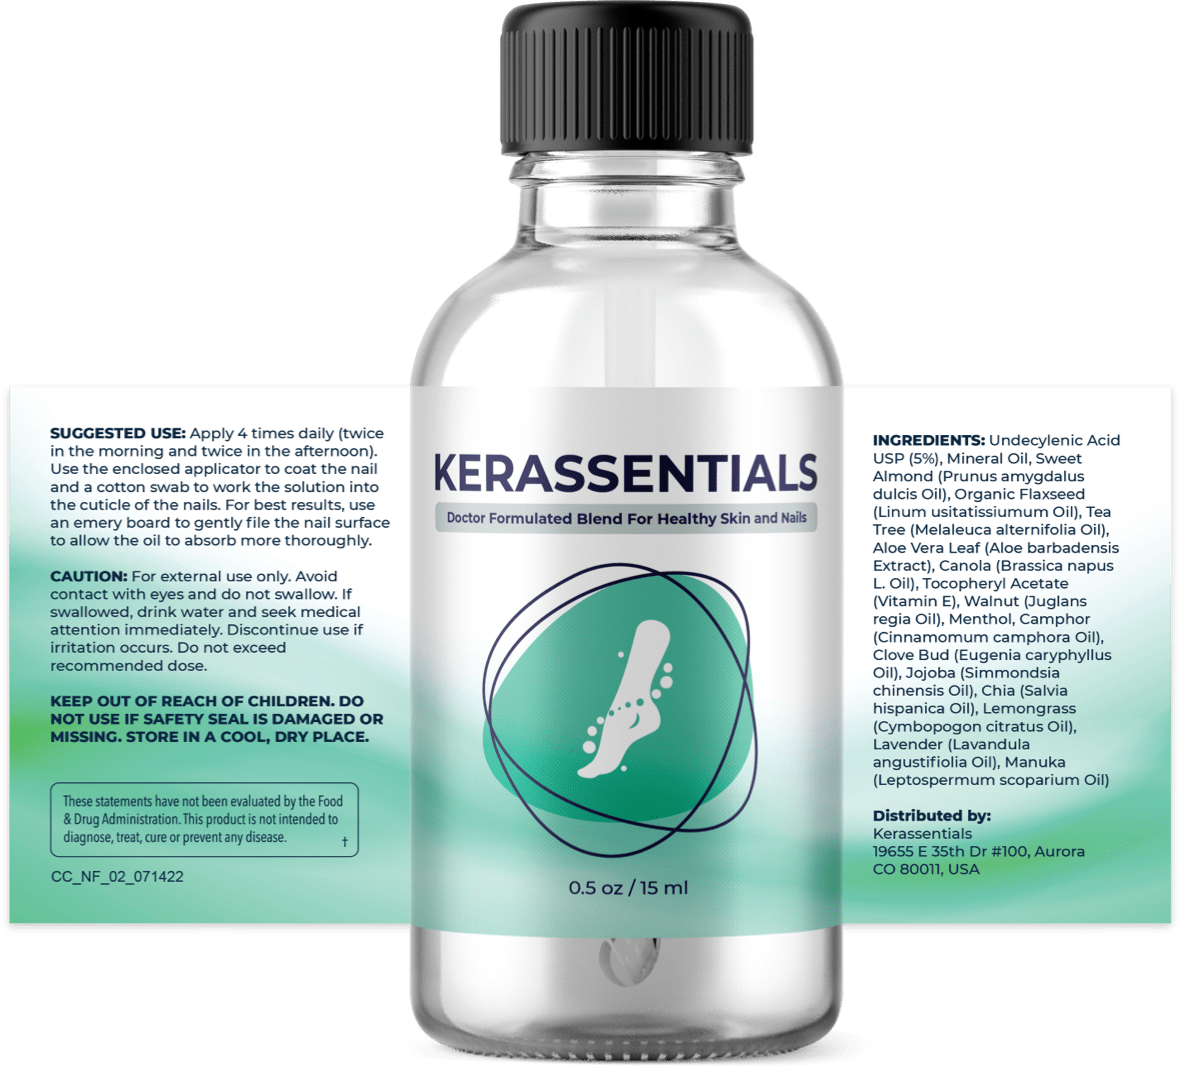 SUGGESTED USE: Apply 4 times daily (twice
in the morning and twice in the afternoon).
Use the enclosed applicator to coat the nail
and a cotton swab to work the solution into
the cuticle of the nails. For best results, use
an emery board to gently file the nail surface
to allow the oil to absorb more thoroughly.
CAUTION: For external use only. Avoid
contact with eyes and do not swallow. If
swallowed, drink water and seek medical
attention immediately. Discontinue use if
irritation occurs. Do not exceed
recommended dose.
KEEP OUT OF REACH OF CHILDREN. DO
NOT USE IF SAFETY SEAL IS DAMAGED OR
MISSING. STORE IN A COOL, DRY PLACE.
These statements have not been evaluated by the Food
& Drug Administration. This product is not intended to
diagnose, treat, cure or prevent any disease.
†
CC_NF_02_071422
KERASSENTIALS
Doctor Formulated Blend For Healthy Skin and Nails
0.5 oz / 15 ml
INGREDIENTS: Undecylenic Acid
USP (5%), Mineral Oil, Sweet
Almond (Prunus amygdalus
dulcis Oil), Organic Flaxseed
(Linum usitatissiumum Oil), Tea
Tree (Melaleuca alternifolia Oil),
Aloe Vera Leaf (Aloe barbadensis
Extract), Canola (Brassica napus
L. Oil), Tocopheryl Acetate
(Vitamin E), Walnut (Juglans
regia Oil), Menthol, Camphor
(Cinnamomum camphora Oil),
Clove Bud (Eugenia caryphyllus
Oil), Jojoba (Simmondsia
chinensis Oil), Chia (Salvia
hispanica Oil), Lemongrass
(Cymbopogon citratus Oil),
Lavender (Lavandula
angustifiolia Oil), Manuka
(Leptospermum scoparium Oil)
Distributed by:
Kerassentials
19655 E 35th Dr #100, Aurora
CO 80011, USA